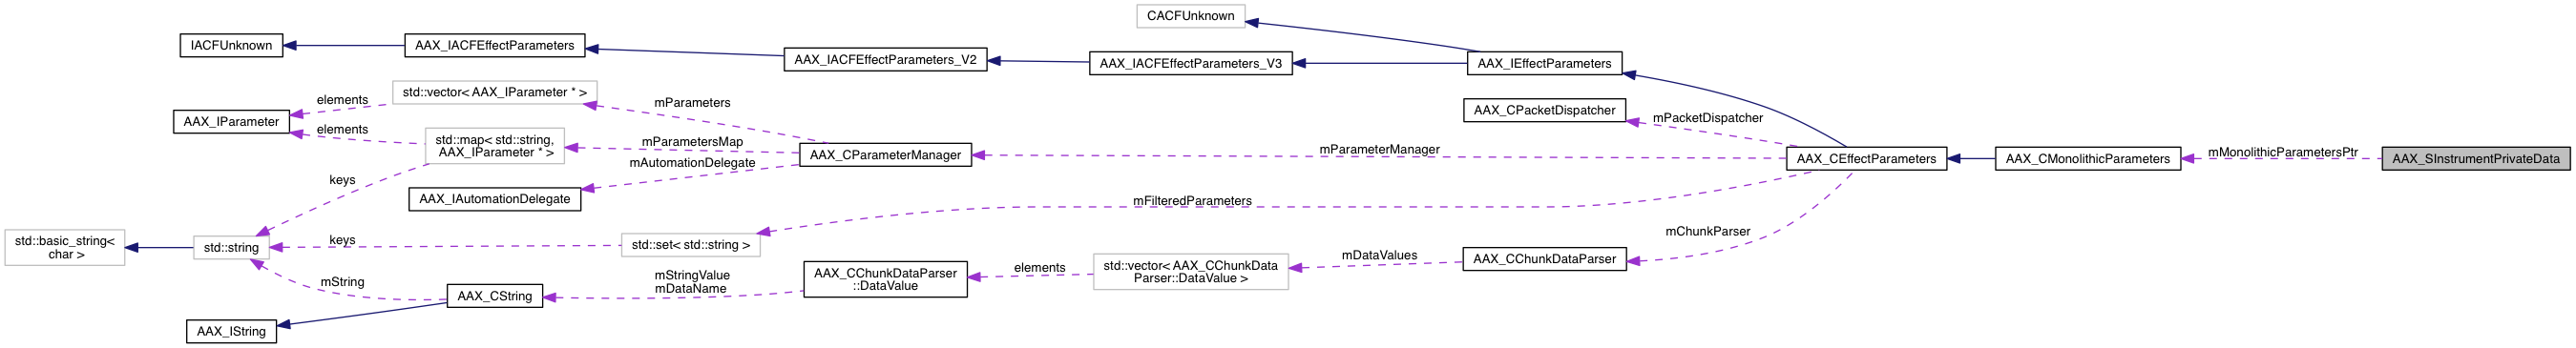 CACFUnknown
IACFUnknown
AAX_IACFEffectParameters
AAX_IACFEffectParameters_V2
AAX_IACFEffectParameters_V3
AAX_IEffectParameters
elements
std::vector< AAX_IParameter * >
mParameters
AAX_CPacketDispatcher
AAX_IParameter
elements
std::map< std::string,
AAX_IParameter * >
mParametersMap
mAutomationDelegate
AAX_CParameterManager
mParameterManager
mPacketDispatcher
AAX_CEffectParameters
AAX_CMonolithicParameters
mMonolithicParametersPtr
AAX_SInstrumentPrivateData
keys
AAX_IAutomationDelegate
mFilteredParameters
std::basic_string<
char >
std::string
keys
std::set< std::string >
mChunkParser
mString
AAX_CString
mStringValue
mDataName
AAX_CChunkDataParser
::DataValue
elements
std::vector< AAX_CChunkData
Parser::DataValue >
mDataValues
AAX_CChunkDataParser
AAX_IString